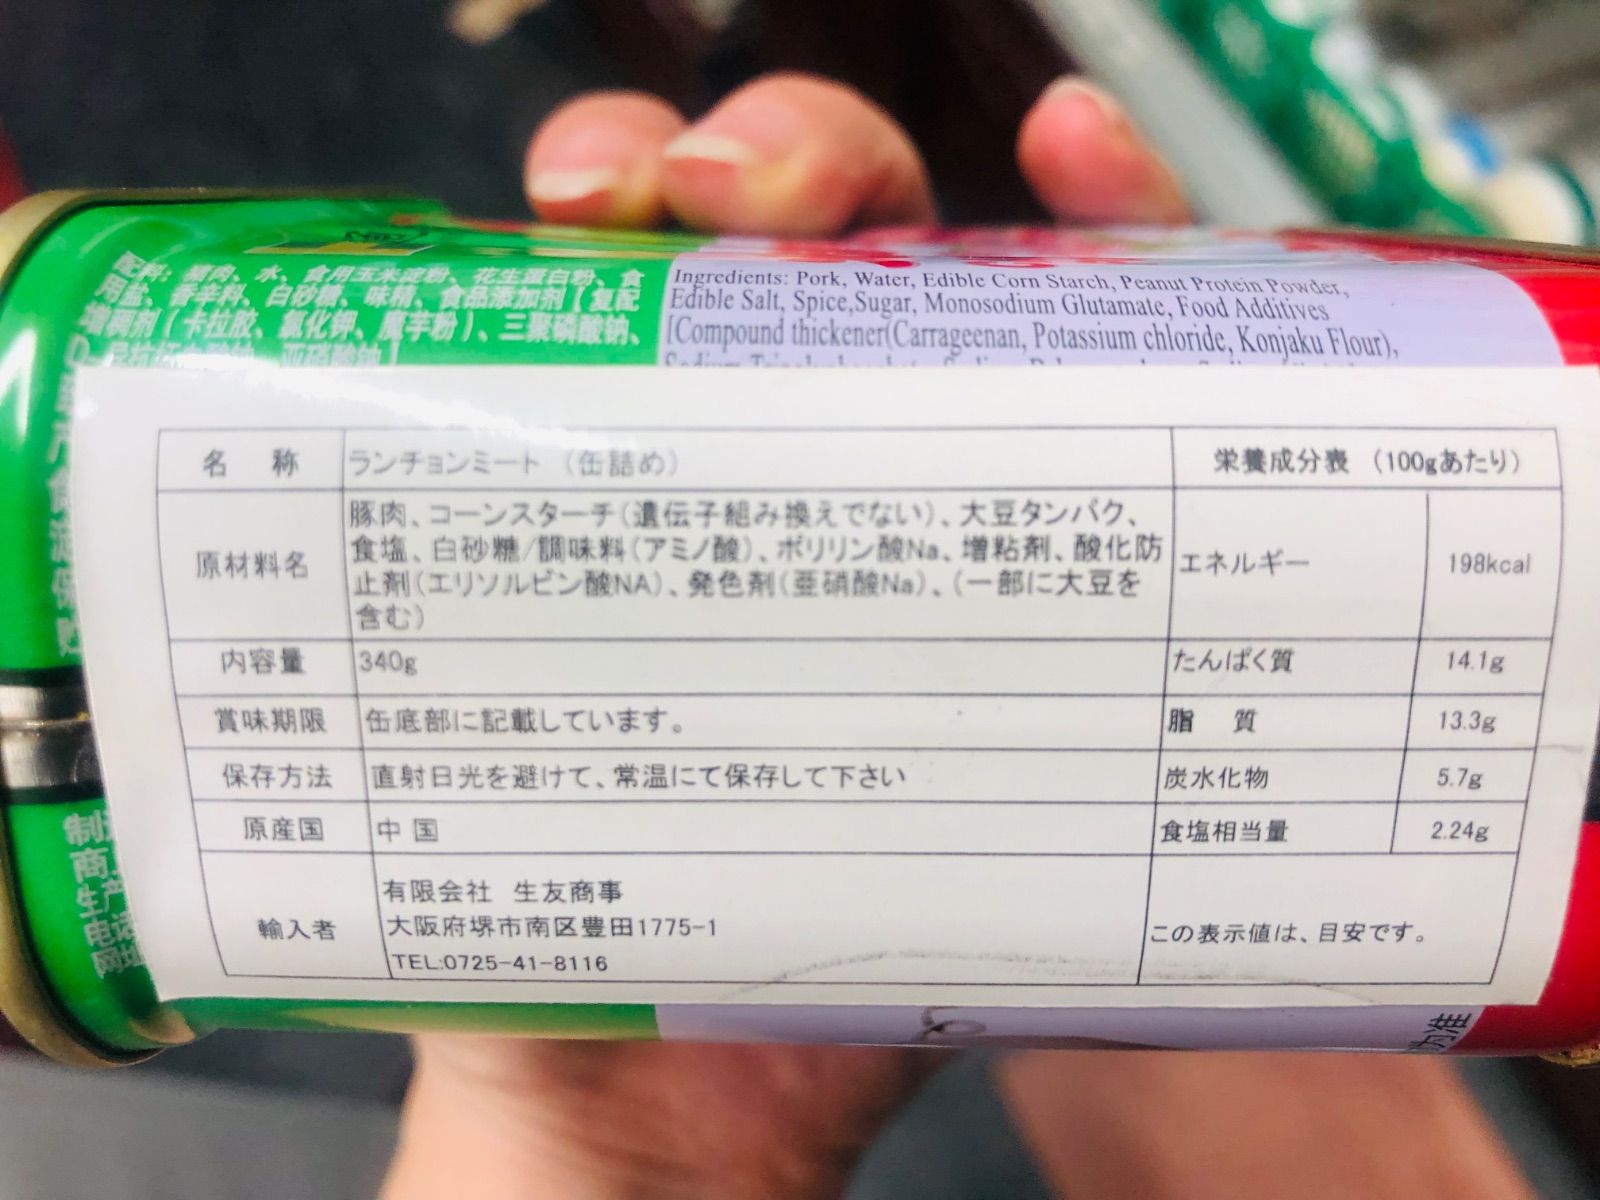 配料: 猪肉、水、食用玉米淀粉、花生蛋白粉、食
用盐、香辛料、白砂糖、味精、食品添加剂【复配
增稠剂(卡拉胶、氯化钾、魔芋粉)、三聚磷酸钠、
Ingredients: Pork, Water, Edible Corn Starch, Peanut Protein Powder,
Edible Salt, Spice,Sugar, Monosodium Glutamate, Food Additives
[Compound thickener(Carrageenan, Potassium chloride, Konjaku Flour),
名 称
ランチョンミート (缶詰め)
栄養成分表 (100gあたり)
原材料名
豚肉、コーンスターチ(遺伝子組み換えでない)、大豆タンパク、
食塩、白砂糖/調味料(アミノ酸)、ポリリン酸Na、増粘剤、酸化防
止剤(エリソルビン酸NA)、発色剤(亜硝酸Na)、(一部に大豆を
含む)
エネルギー 198kcal
内容量 340g
たんぱく質 14.1g
賞味期限 缶底部に記載しています。
脂 質 13.3g
保存方法 直射日光を避けて、常温にて保存して下さい
炭水化物 5.7g
原産国 中 国
食塩相当量 2.24g
輸入者
有限会社 生友商事
大阪府堺市南区豊田1775-1
TEL:0725-41-8116
この表示値は、目安です。